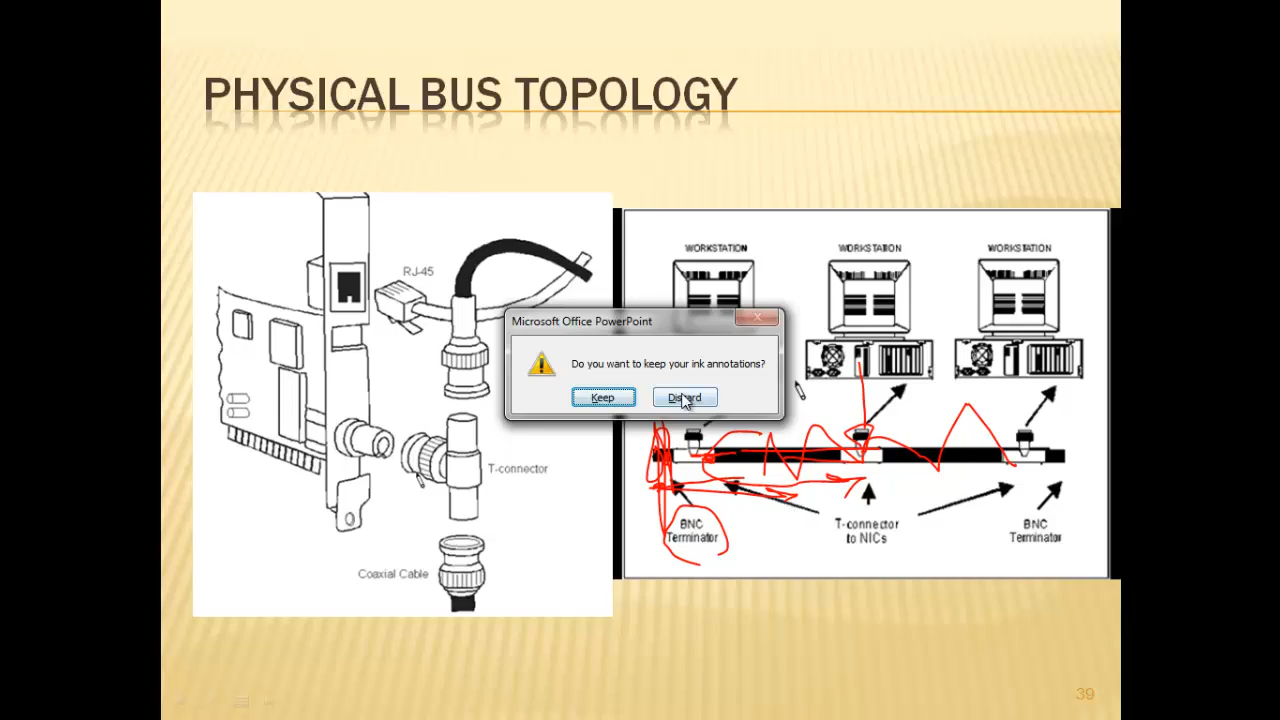 PHYSICAL BUS TOPOLOGY
RJ-45
T-connector
Coaxial Cable
WORKSTATION
WORKSTATION
WORKSTATION
Microsoft Office PowerPoint
Do you want to keep your ink annotations?
Keep
Discard
BNC
Terminator
T-connector
to NICs
BNC
Terminator
39